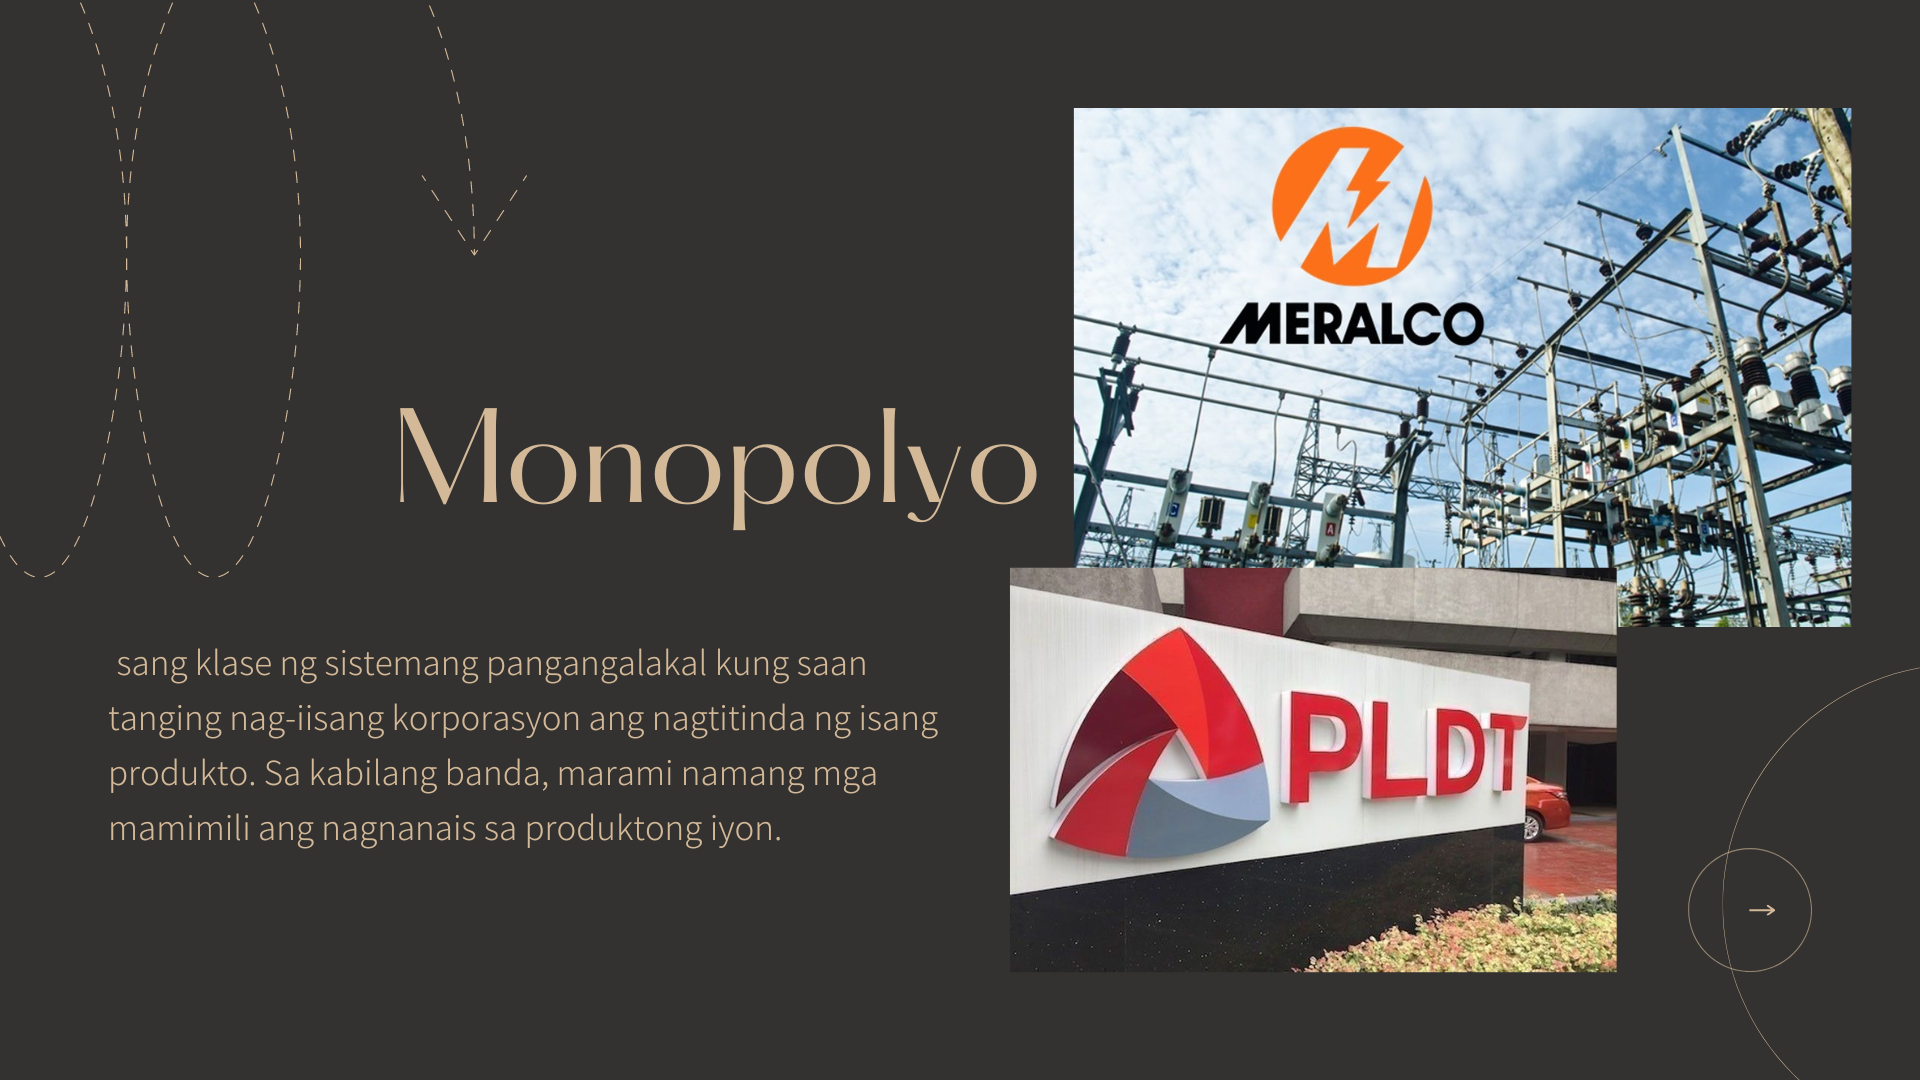 MERALCO
Monopolyo
sang klase ng sistemang pangangalakal kung saan
tanging nag-iisang korporasyon ang nagtitinda ng isang
produkto. Sa kabilang banda, marami namang mga
mamimili ang nagnanais sa produktong iyon.
PLDT